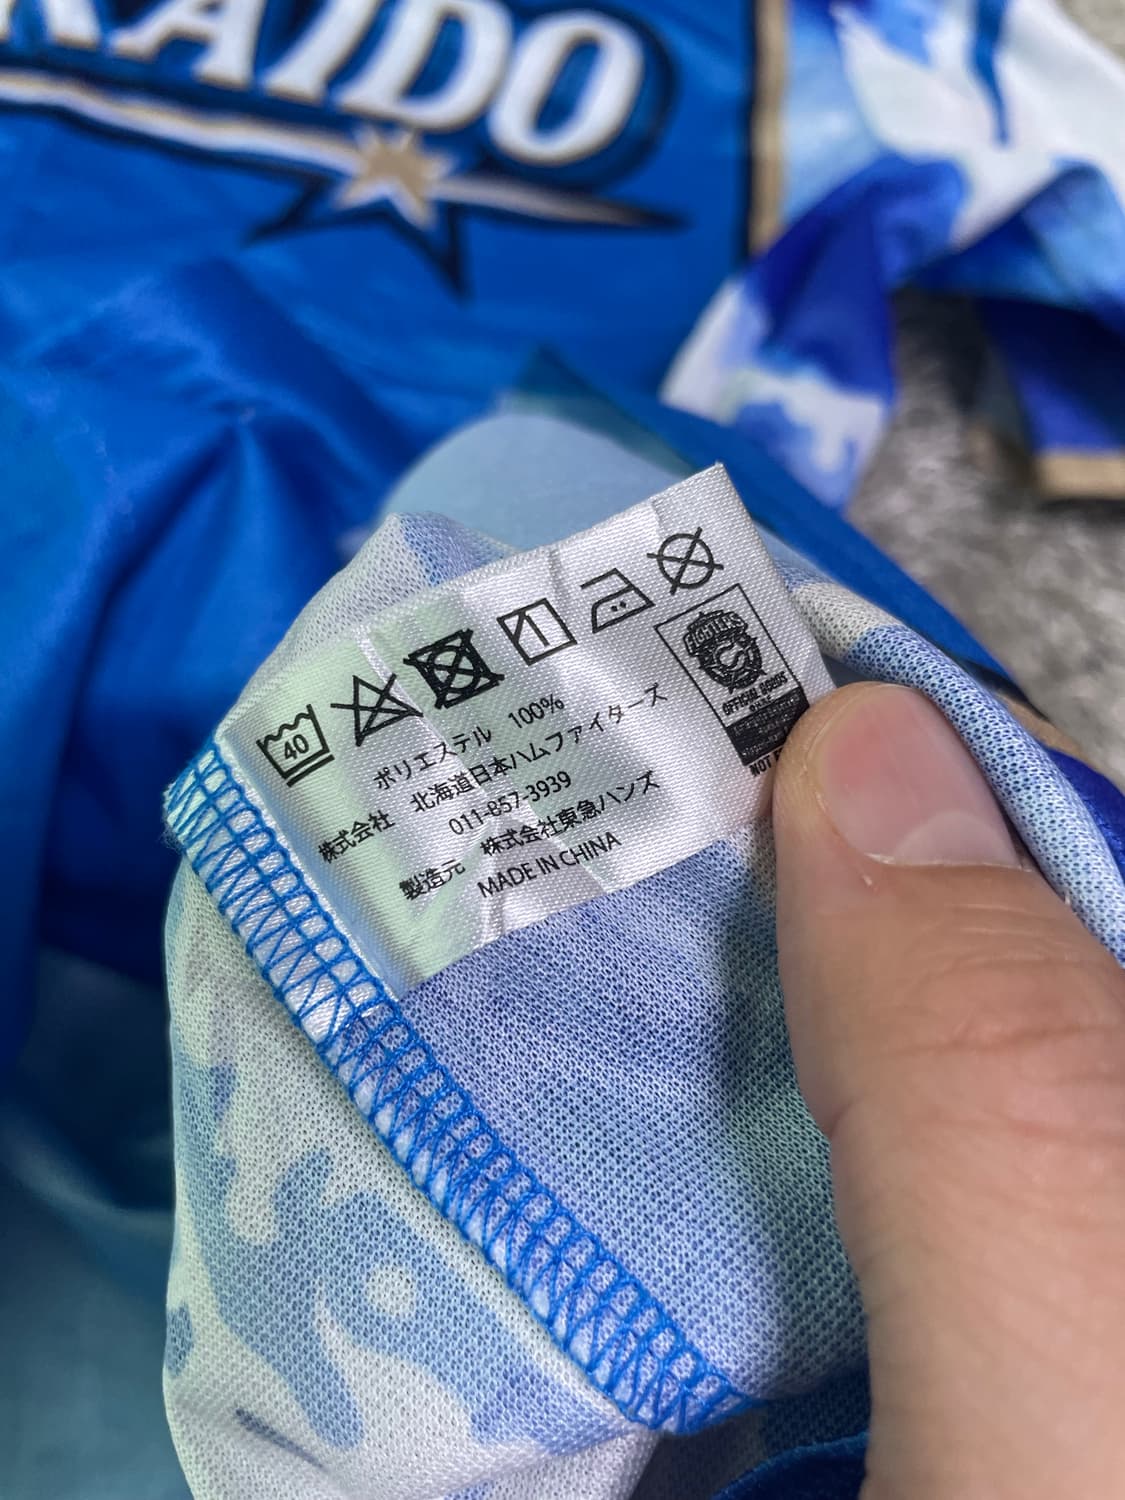 KAIDO
40
ポリエステル 100%
株式会社 北海道日本ハムファイターズ
011-857-3939
製造元 株式会社東急ハンズ
MADE IN CHINA
FIGHTERS
OFFICIAL GOODS
NOT